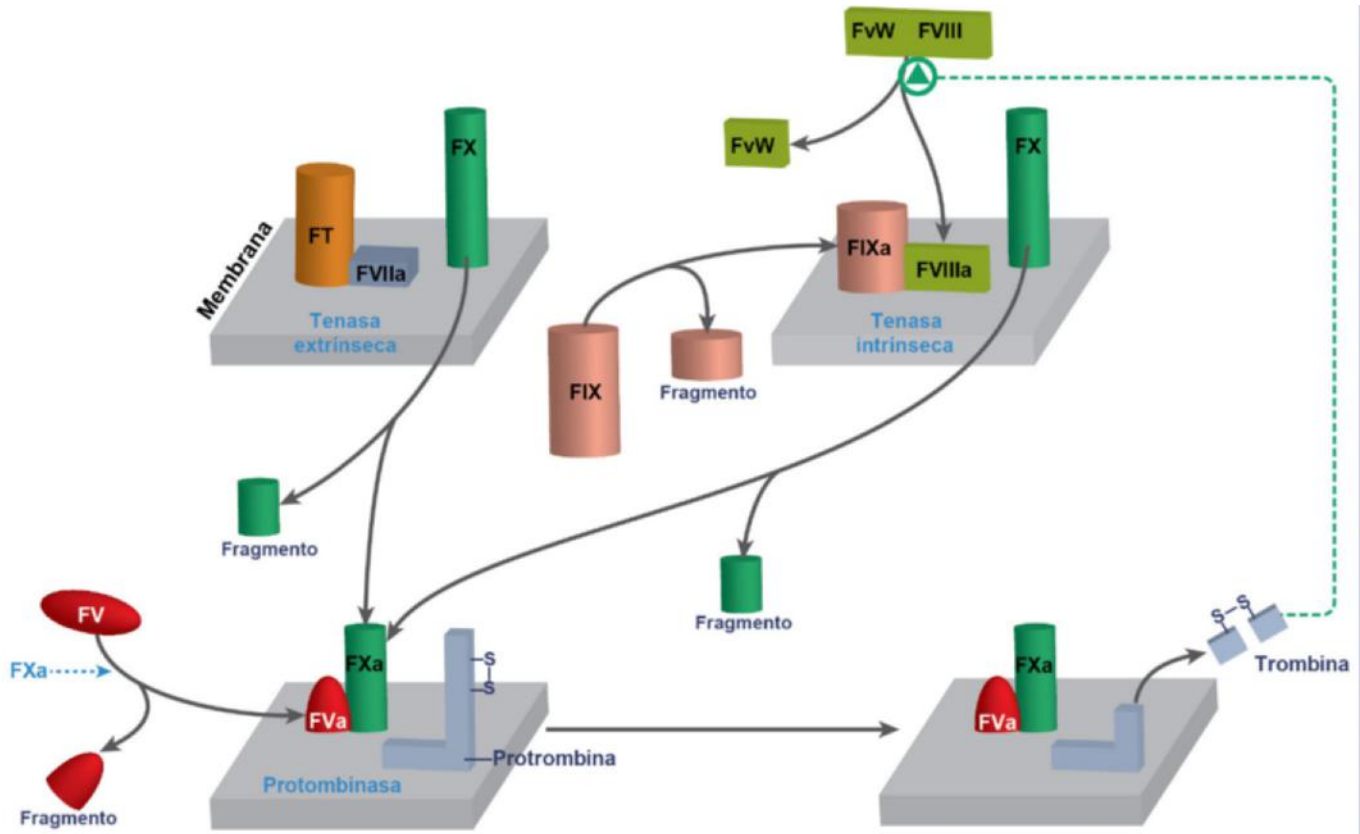 FvW FVIII
FvW
FX
FX
FT
FVIIa
Membrana
Tenasa
extrínseca
FIXa
FVIIIa
Tenasa
intrínseca
FIX
Fragmento
Fragmento
Fragmento
FV
FXa
FXa
FVa
S
S
Protrombina
Protombinasa
Fragmento
FXa
FVa
S-S
Trombina